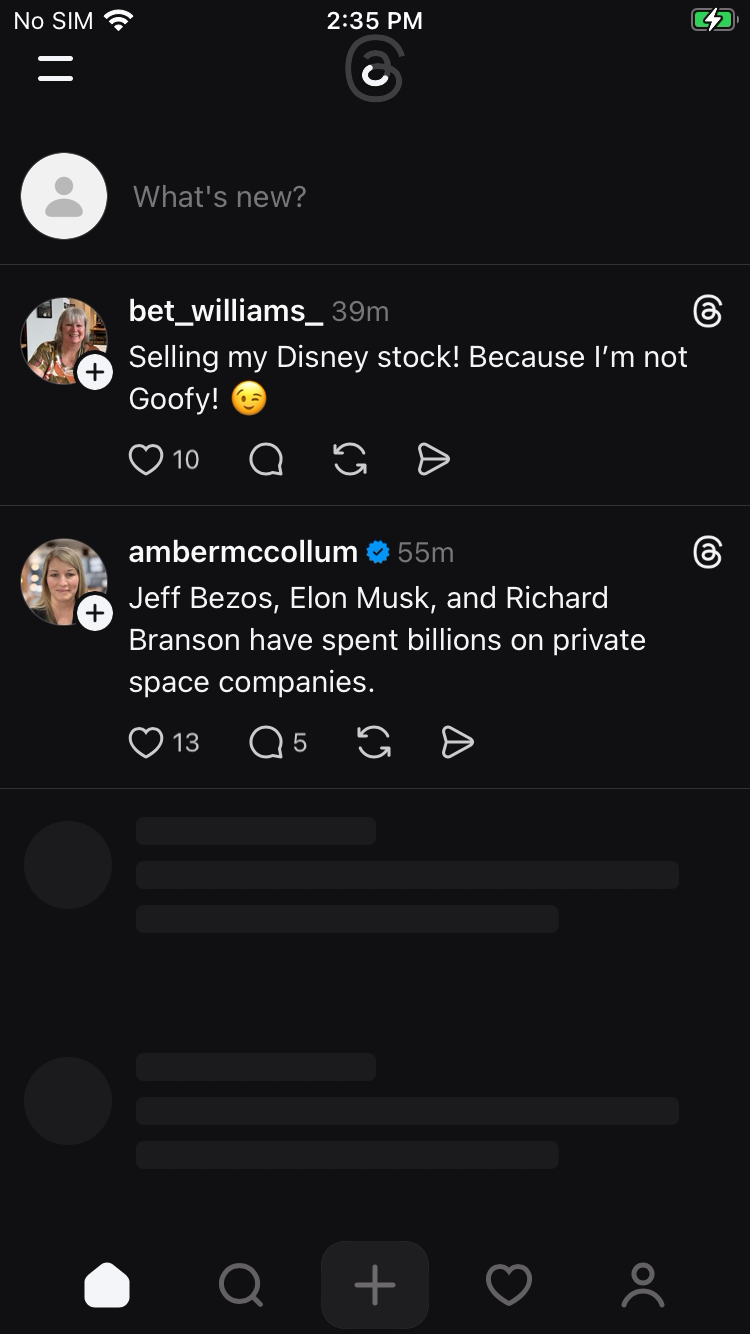 No SIM 2:35 PM
What's new?
bet_williams_ 39m
Selling my Disney stock! Because I’m not
Goofy! 😉
10
ambermccollum 55m
Jeff Bezos, Elon Musk, and Richard
Branson have spent billions on private
space companies.
13 5